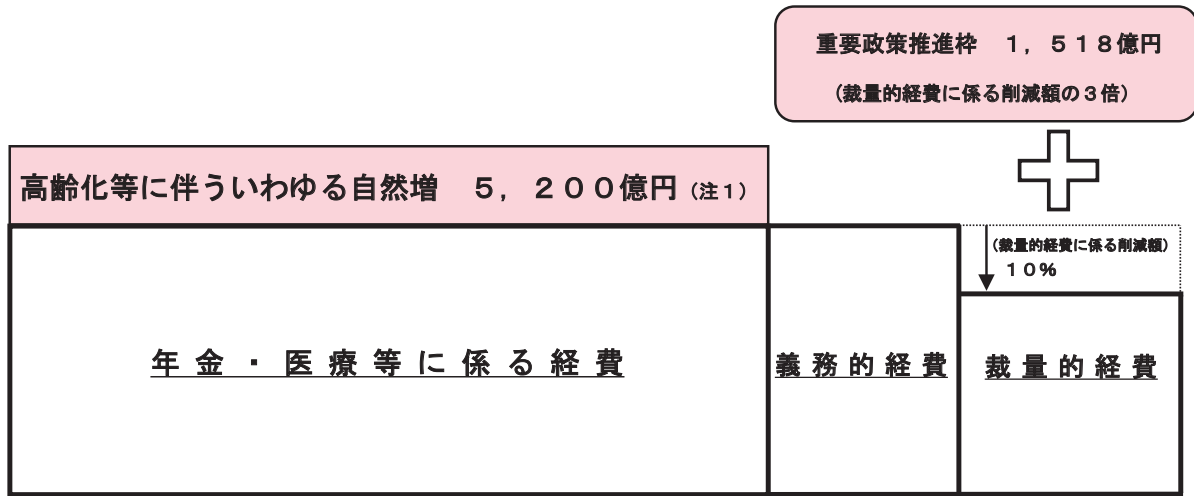 重要政策推進枠　１，５１８億円
（裁量的経費に係る削減額の３倍）
高齢化等に伴ういわゆる自然増　５，２００億円（注１）
（裁量的経費に係る削減額）
１０％
年金・医療等に係る経費
義務的経費
裁量的経費